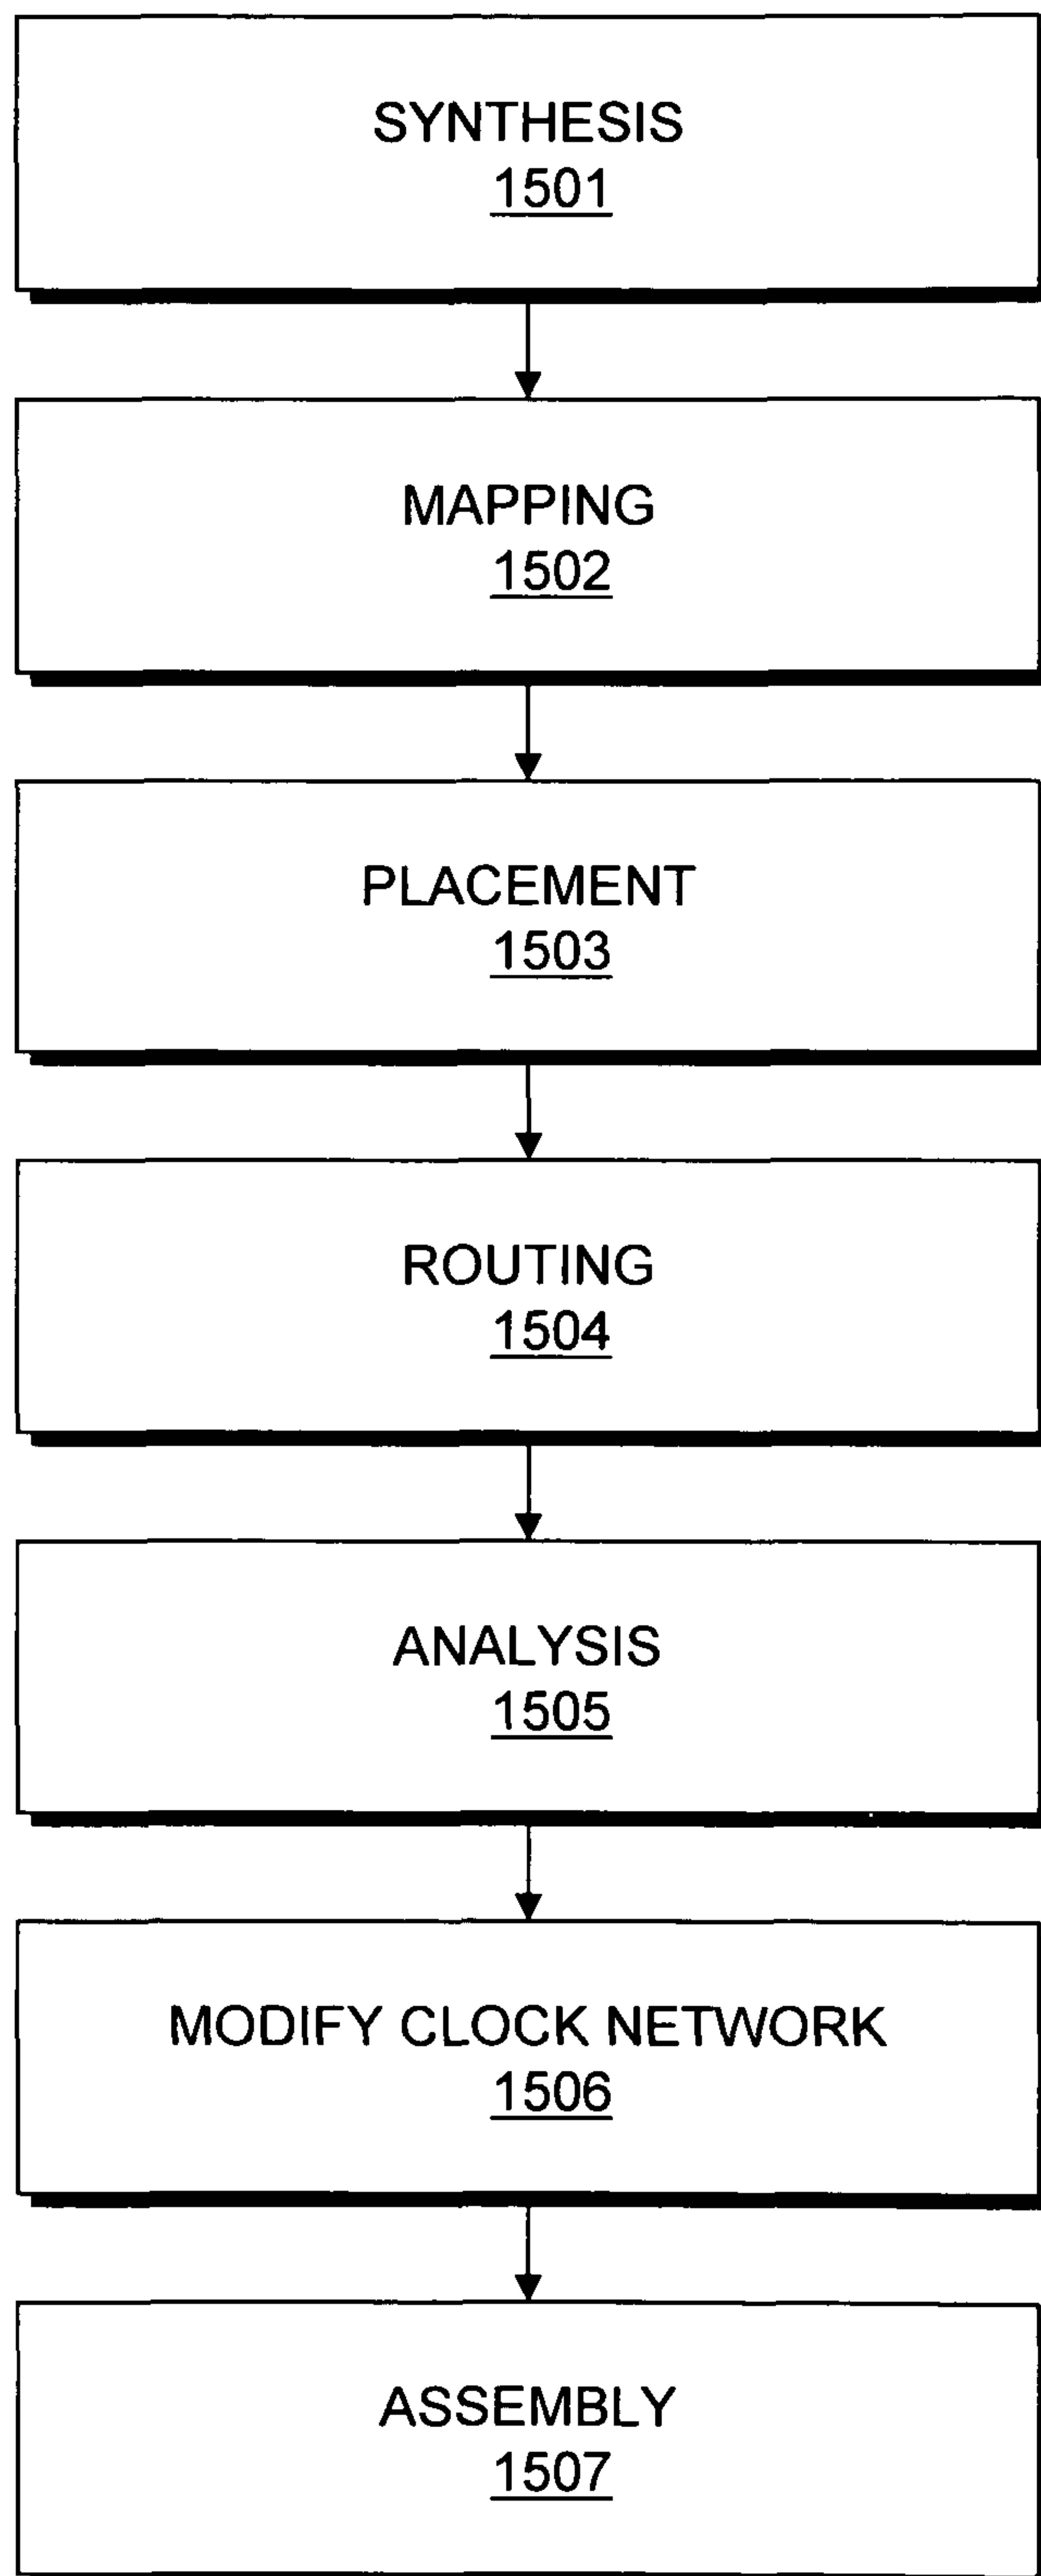 SYNTHESIS
1501
MAPPING
1502
PLACEMENT
1503
ROUTING
1504
ANALYSIS
1505
MODIFY CLOCK NETWORK
1506
ASSEMBLY
1507